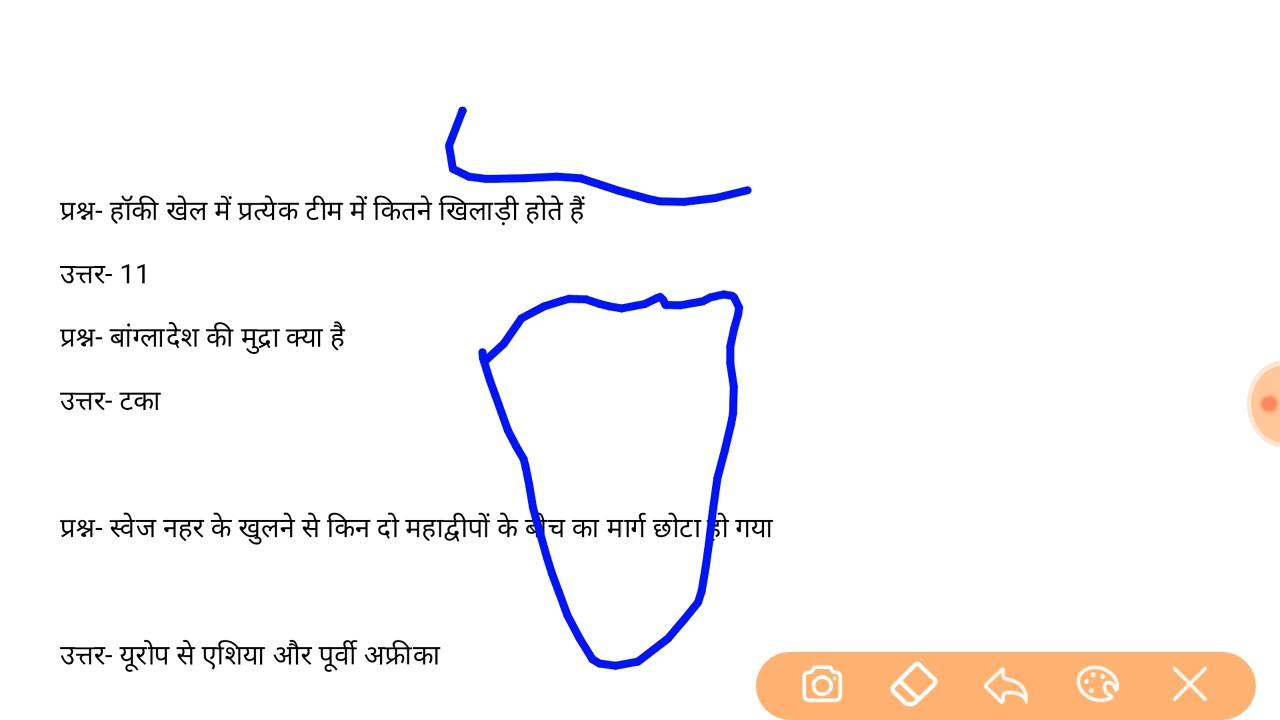 प्रश्न- हॉकी खेल में प्रत्येक टीम में कितने खिलाड़ी होते हैं
उत्तर- 11
प्रश्न- बांग्लादेश की मुद्रा क्या है
उत्तर- टका
प्रश्न- स्वेज नहर के खुलने से किन दो महाद्वीपों के बीच का मार्ग छोटा हो गया
उत्तर- यूरोप से एशिया और पूर्वी अफ्रीका